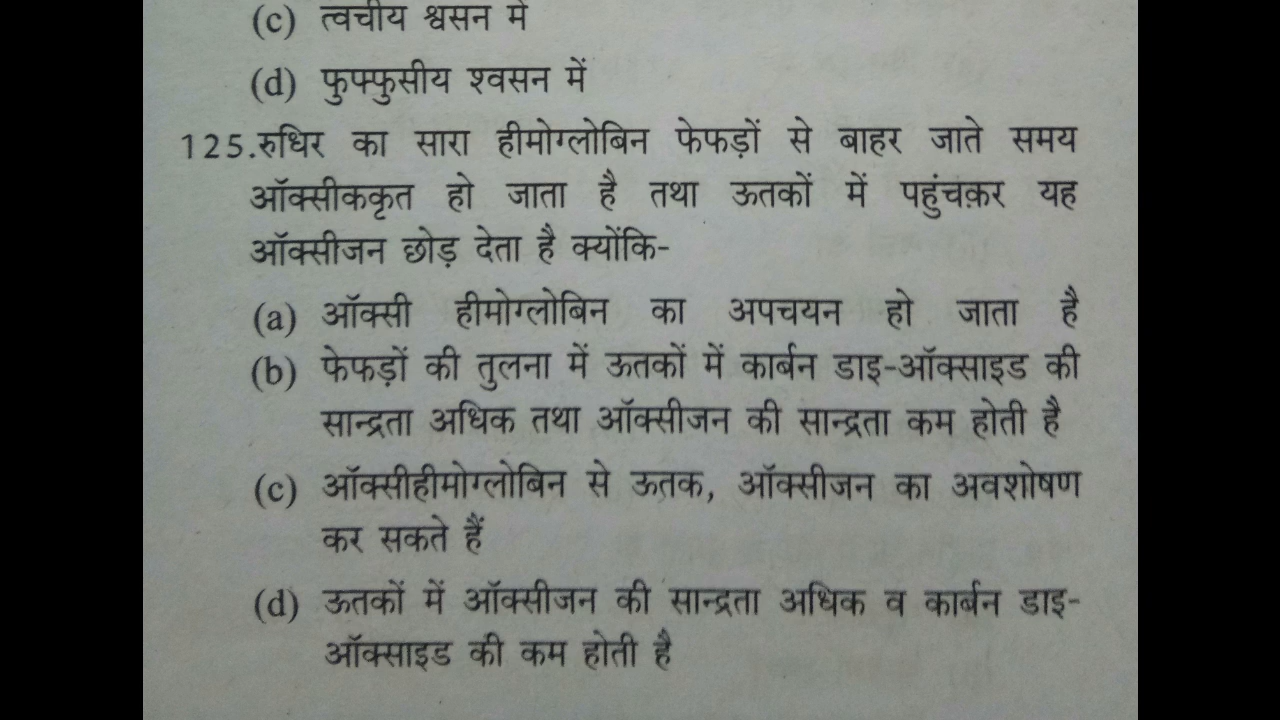 (c) त्वचीय श्वसन में
(d) फुफ्फुसीय श्वसन में
125.रुधिर का सारा हीमोग्लोबिन फेफड़ों से बाहर जाते समय
ऑक्सीककृत हो जाता है तथा ऊतकों में पहुंचक़र यह
ऑक्सीजन छोड़ देता है क्योंकि-
(a) ऑक्सी हीमोग्लोबिन का अपचयन हो जाता है
(b) फेफड़ों की तुलना में ऊतकों में कार्बन डाइ-ऑक्साइड की
सान्द्रता अधिक तथा ऑक्सीजन की सान्द्रता कम होती है
(c) ऑक्सीहीमोग्लोबिन से ऊतक, ऑक्सीजन का अवशोषण
कर सकते हैं
(d) ऊतकों में ऑक्सीजन की सान्द्रता अधिक व कार्बन डाइ-
ऑक्साइड की कम होती है